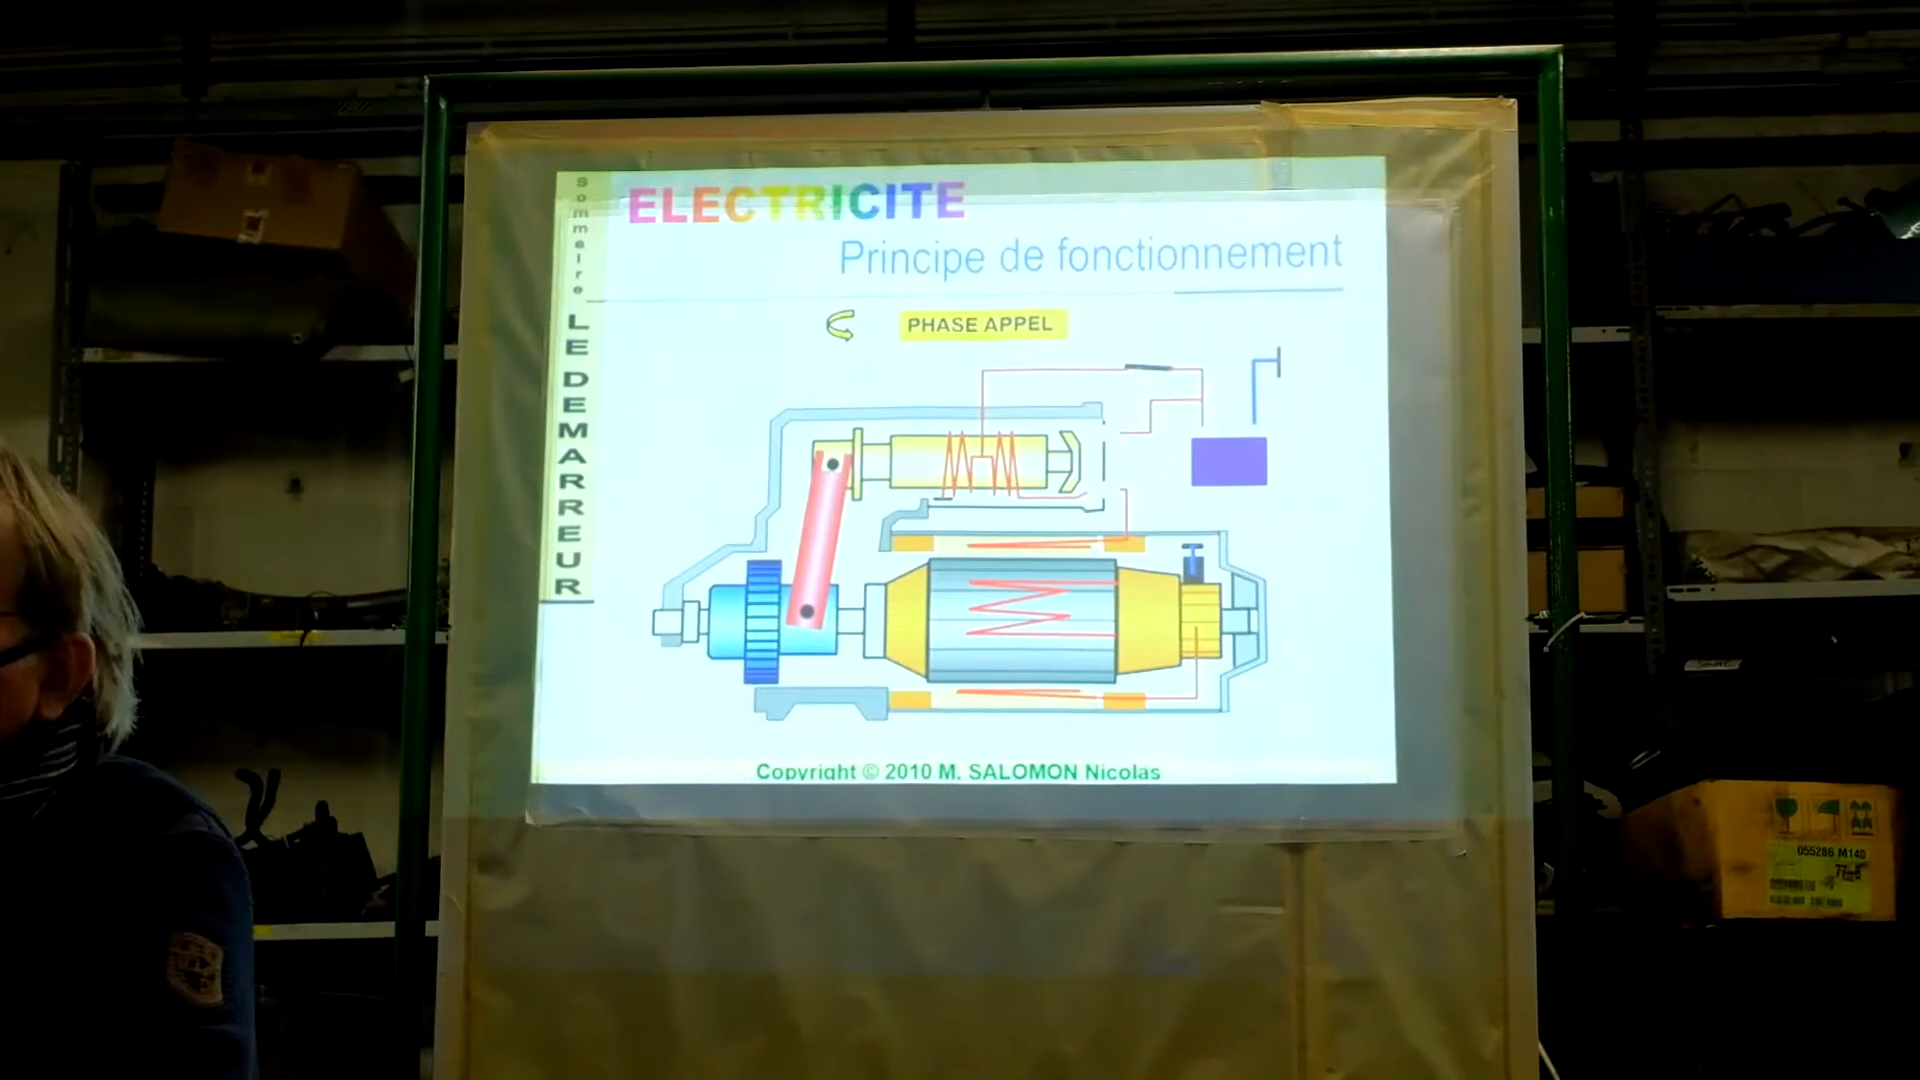 Sommaire
LE DEMARREUR
ELECTRICITE
Principe de fonctionnement
PHASE APPEL
Copyright © 2010 M. SALOMON Nicolas
055286 M140